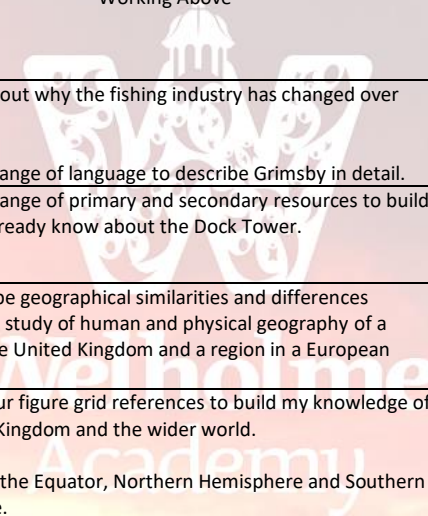 Working Above
out why the fishing industry has changed over
ange of language to describe Grimsby in detail.
ange of primary and secondary resources to build
ready know about the Dock Tower.
be geographical similarities and differences
study of human and physical geography of a
e United Kingdom and a region in a European
ur figure grid references to build my knowledge of
Kingdom and the wider world.
the Equator, Northern Hemisphere and Southern
e.
Welholme
Academy